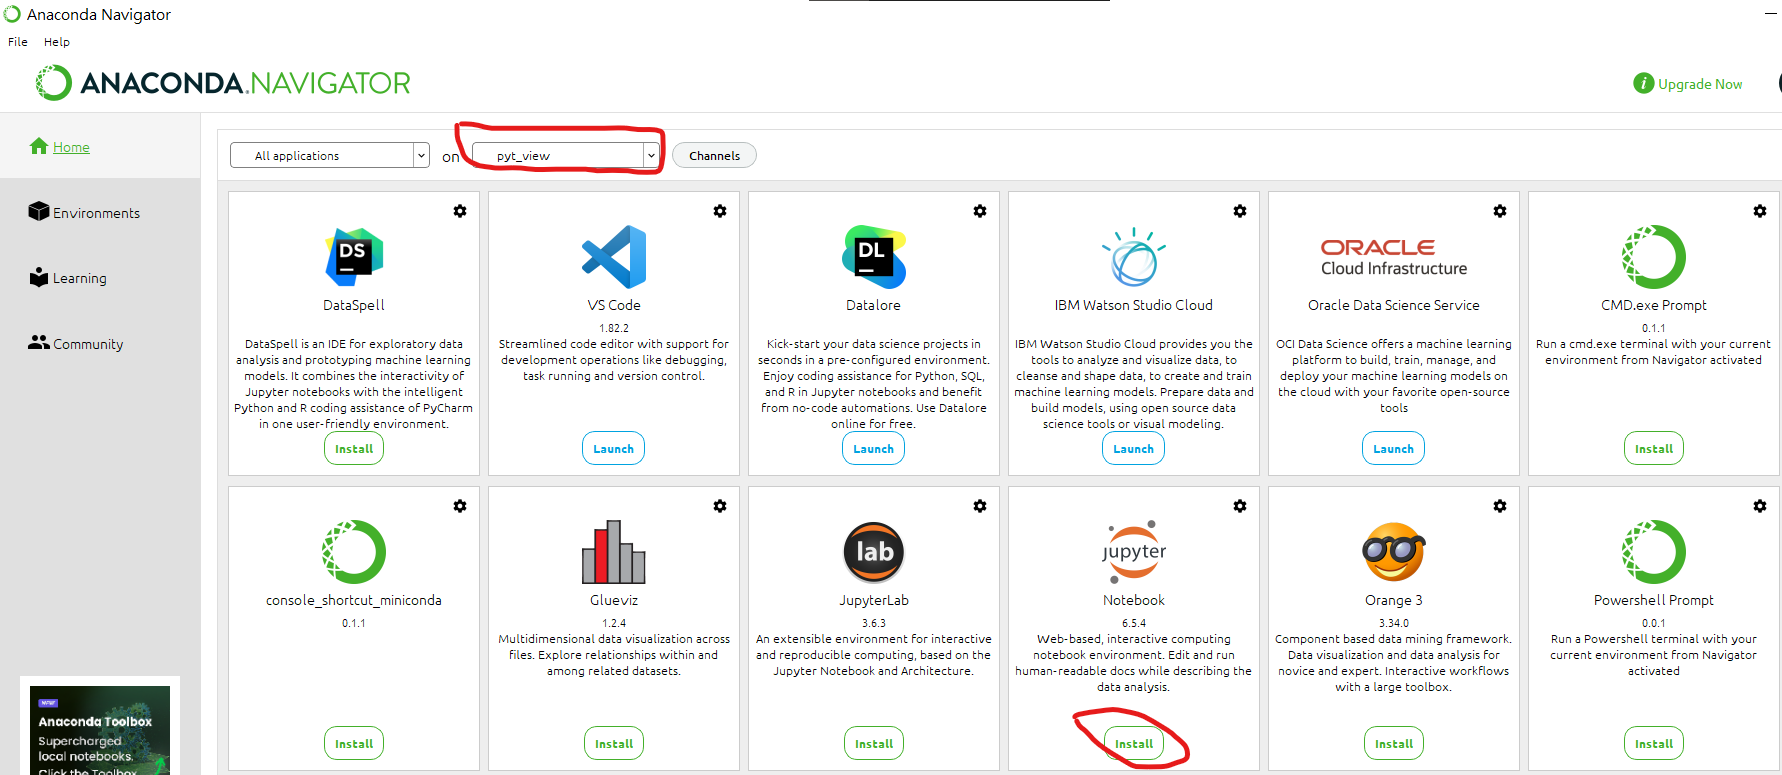 Anaconda Navigator
File Help
ANACONDA.NAVIGATOR
i Upgrade Now
Home
Environments
Learning
Community
All applications on pyt_view Channels
DS
DataSpell
DataSpell is an IDE for exploratory data
analysis and prototyping machine learning
models. It combines the interactivity of
Jupyter notebooks with the intelligent
Python and R coding assistance of PyCharm
in one user-friendly environment.
Install
VS Code
1.82.2
Streamlined code editor with support for
development operations like debugging,
task running and version control.
Launch
DL
Datalore
Kick-start your data science projects in
seconds in a pre-configured environment.
Enjoy coding assistance for Python, SQL,
and R in Jupyter notebooks and benefit
from no-code automations. Use Datalore
online for free.
Launch
IBM Watson Studio Cloud
IBM Watson Studio Cloud provides you the
tools to analyze and visualize data, to
cleanse and shape data, to create and train
machine learning models. Prepare data and
build models, using open source data
science tools or visual modeling.
Launch
ORACLE
Cloud Infrastructure
Oracle Data Science Service
OCI Data Science offers a machine learning
platform to build, train, manage, and
deploy your machine learning models on
the cloud with your favorite open-source
tools
Launch
CMD.exe Prompt
0.1.1
Run a cmd.exe terminal with your current
environment from Navigator activated
Install
console_shortcut_miniconda
0.1.1
Install
Glueviz
1.2.4
Multidimensional data visualization across
files. Explore relationships within and
among related datasets.
Install
lab
JupyterLab
3.6.3
An extensible environment for interactive
and reproducible computing, based on the
Jupyter Notebook and Architecture.
Install
jupyter
Notebook
6.5.4
Web-based, interactive computing
notebook environment. Edit and run
human-readable docs while describing the
data analysis.
Install
Orange 3
3.34.0
Component based data mining framework.
Data visualization and data analysis for
novice and expert. Interactive workflows
with a large toolbox.
Install
Powershell Prompt
0.0.1
Run a Powershell terminal with your
current environment from Navigator
activated
Install
Anaconda Toolbox
Supercharged
local notebooks.
Click the Toolbox